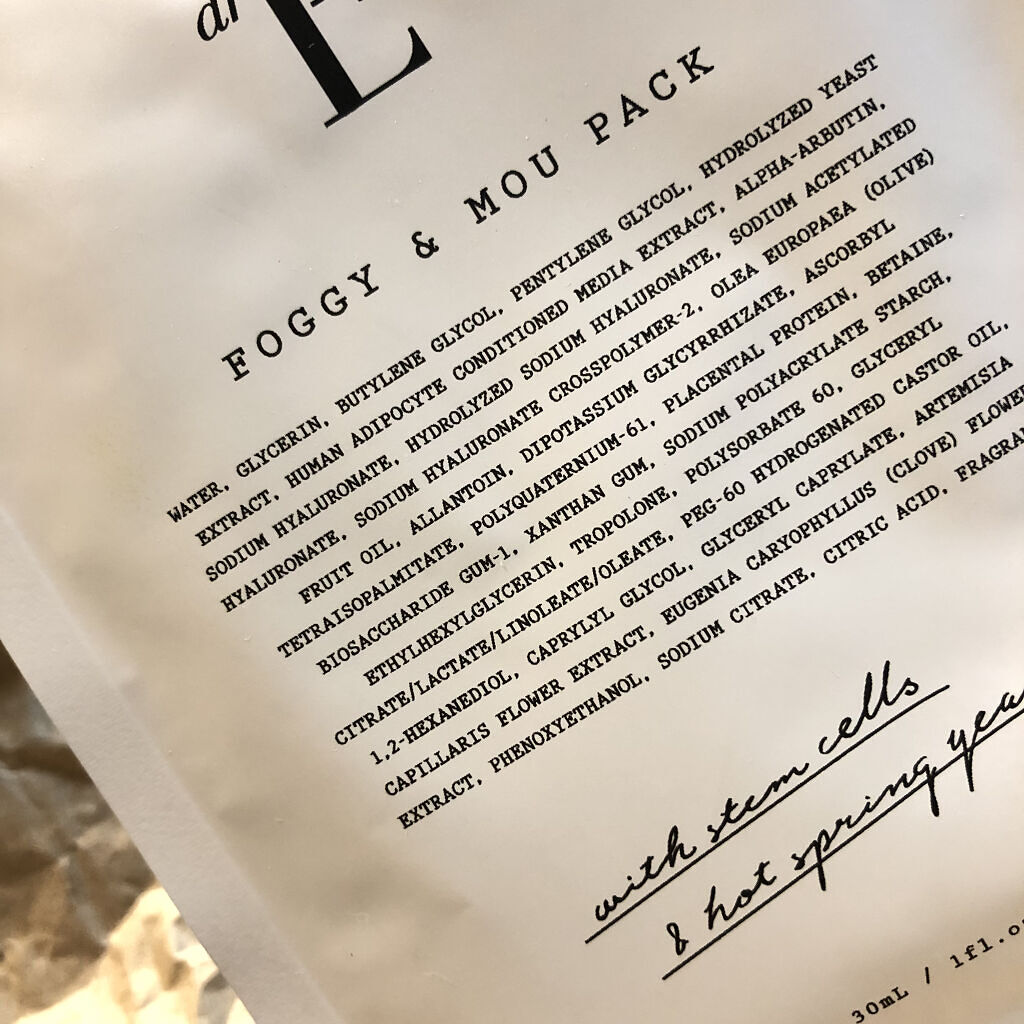 dr
E
FOGGY & MOU PACK
WATER, GLYCERIN, BUTYLENE GLYCOL, PENTYLENE GLYCOL, HYDROLYZED YEAST
EXTRACT, HUMAN ADIPOCYTE CONDITIONED MEDIA EXTRACT, ALPHA-ARBUTIN,
SODIUM HYALURONATE, HYDROLYZED SODIUM HYALURONATE, SODIUM ACETYLATED
HYALURONATE, SODIUM HYALURONATE CROSSPOLYMER-2, OLEA EUROPAEA (OLIVE)
FRUIT OIL, ALLANTOIN, DIPOTASSIUM GLYCYRRHIZATE, ASCORBYL
TETRAISOPALMITATE, POLYQUATERNIUM-61, PLACENTAL PROTEIN, BETAINE,
BIOSACCHARIDE GUM-1, XANTHAN GUM, SODIUM POLYACRYLATE STARCH,
ETHYLHEXYLGLYCERIN, TROPOLONE, POLYSORBATE 60, GLYCERYL
CITRATE/LACTATE/LINOLEATE/OLEATE, PEG-60 HYDROGENATED CASTOR OIL,
1,2-HEXANEDIOL, CAPRYLYL GLYCOL, GLYCERYL CAPRYLATE, ARTEMISIA
CAPILLARIS FLOWER EXTRACT, EUGENIA CARYOPHYLLUS (CLOVE) FLOWER
EXTRACT, PHENOXYETHANOL, SODIUM CITRATE, CITRIC ACID, FRAGRAN
with stem cells
& hot spring yea
30mL / 1fl.o